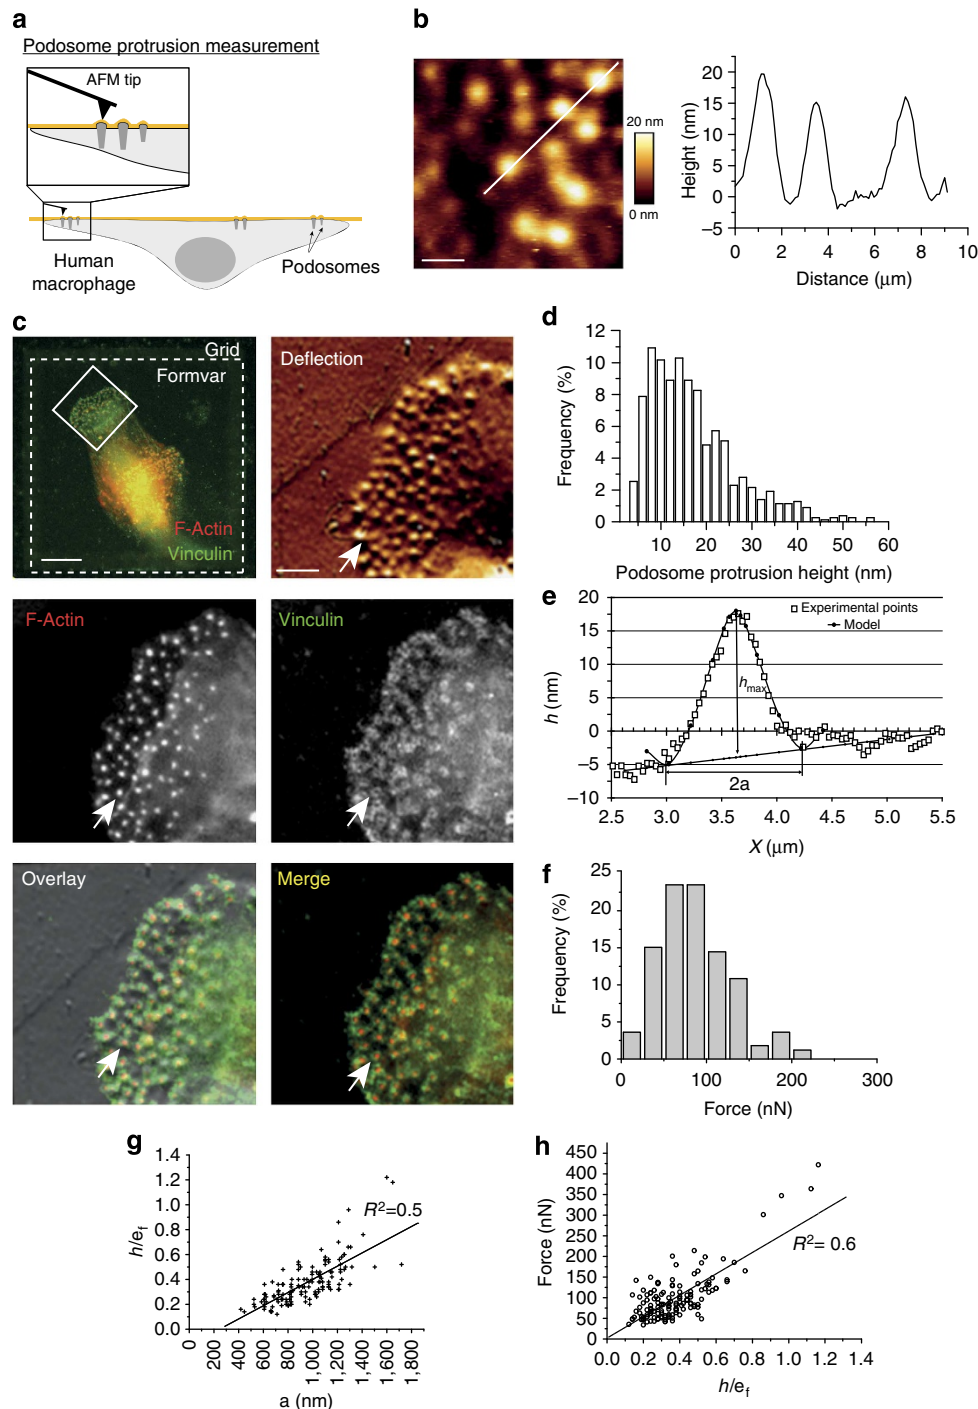 a
Podosome protrusion measurement
AFM tip
Human
macrophage
Podosomes
b
20 nm
0 nm
Height (nm)
20
15
10
5
0
−5
0 2 4 6 8 10
Distance (μm)
c
Grid
Formvar
F-Actin
Vinculin
Deflection
F-Actin
Vinculin
Overlay
Merge
d
Frequency (%)
12
10
8
6
4
2
0
10 20 30 40 50 60
Podosome protrusion height (nm)
e
h (nm)
20
15
10
5
0
−5
−10
Experimental points
Model
hmax
2a
2.5 3.0 3.5 4.0 4.5 5.0 5.5
X (μm)
f
Frequency (%)
25
20
15
10
5
0
0 100 200 300
Force (nN)
g
h/ef
1.4
1.2
1.0
0.8
0.6
0.4
0.2
0.0
R²=0.5
0 200 400 600 800 1,000 1,200 1,400 1,600 1,800
a (nm)
h
Force (nN)
450
400
350
300
250
200
150
100
50
0
R²= 0.6
0.0 0.2 0.4 0.6 0.8 1.0 1.2 1.4
h/ef